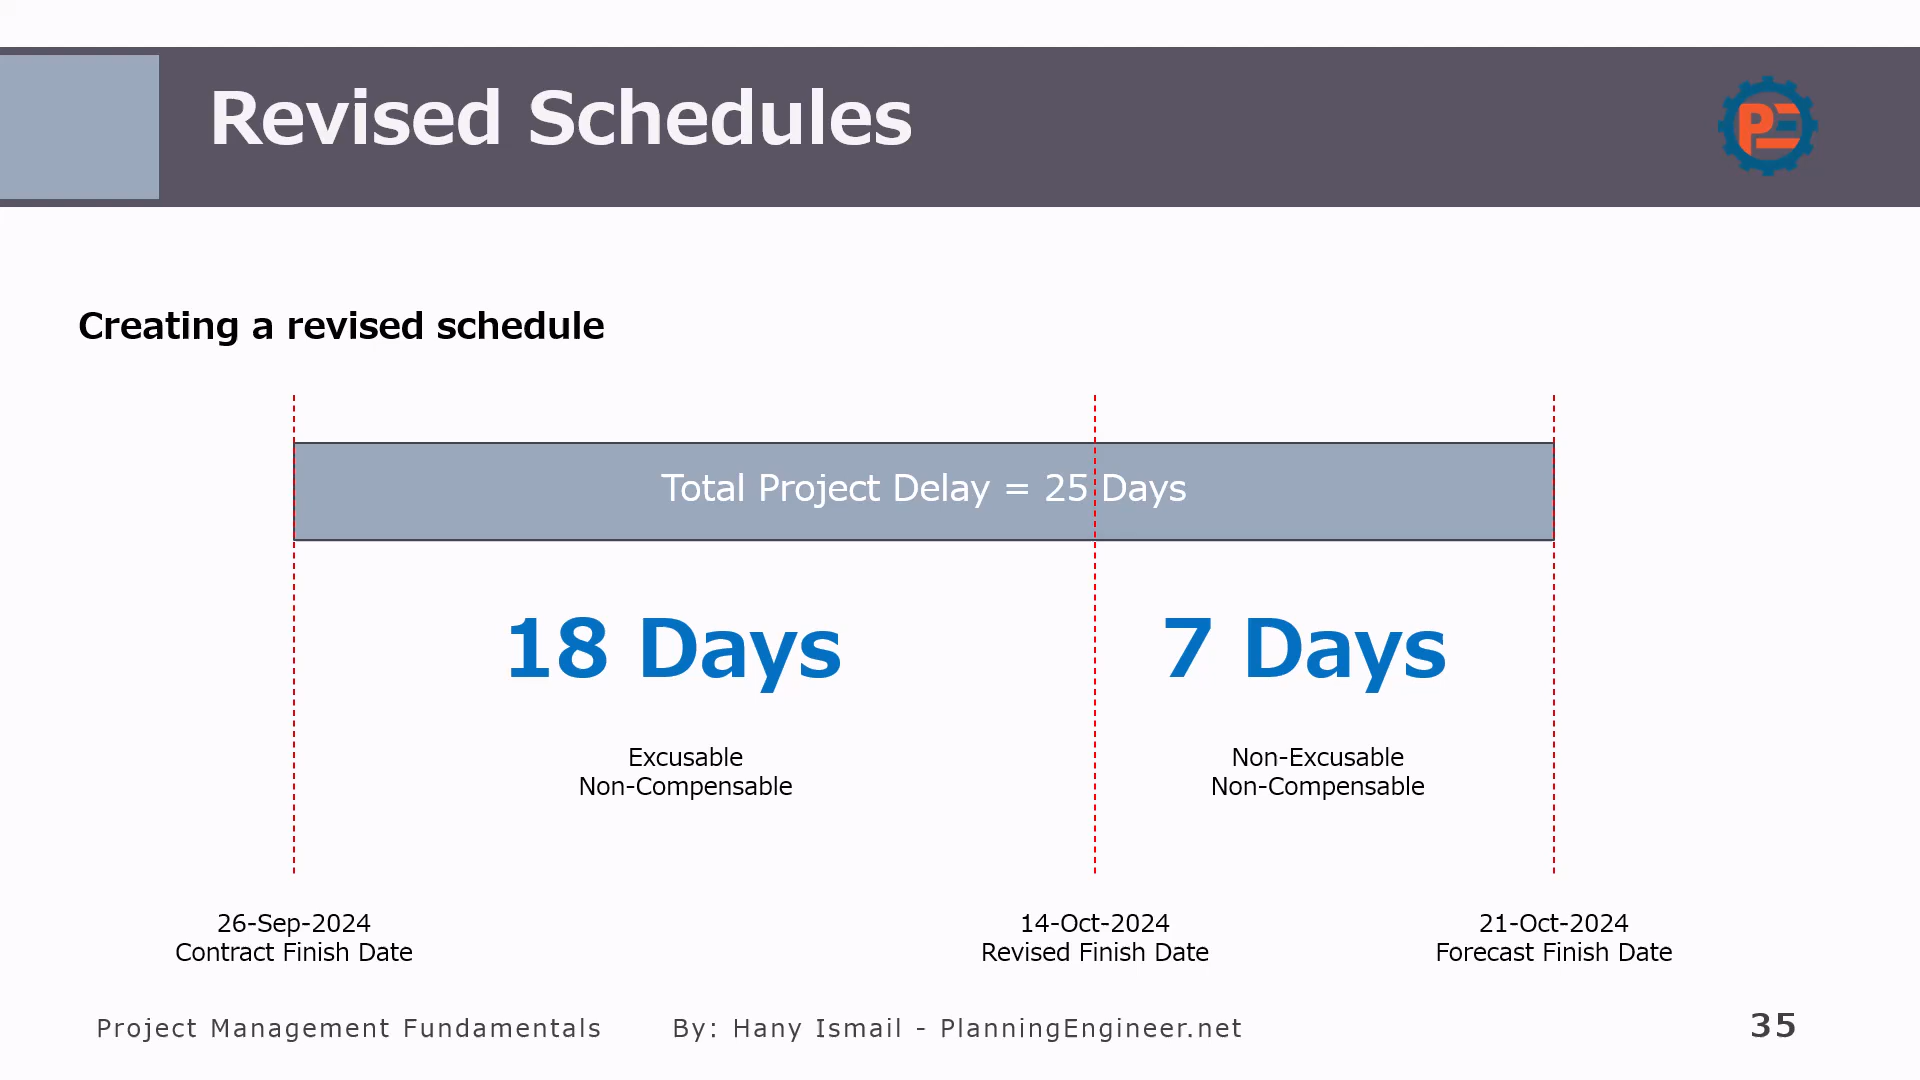 Revised Schedules
PE
Creating a revised schedule
Total Project Delay = 25 Days
18 Days
7 Days
Excusable
Non-Compensable
Non-Excusable
Non-Compensable
26-Sep-2024
Contract Finish Date
14-Oct-2024
Revised Finish Date
21-Oct-2024
Forecast Finish Date
Project Management Fundamentals
By: Hany Ismail - PlanningEngineer.net
35